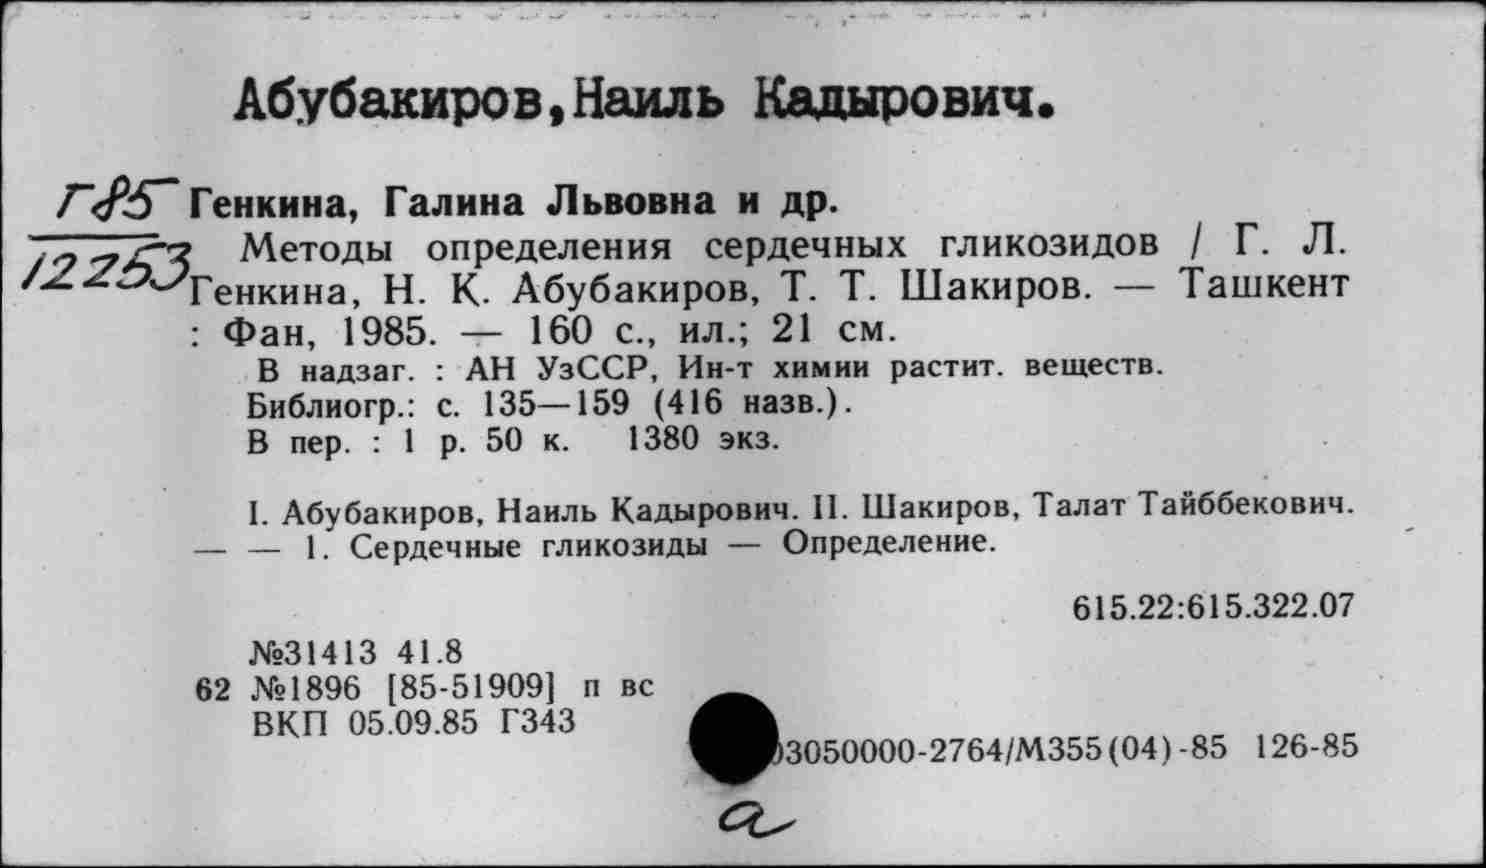 Абубакиров, Наиль Кадырович.
Г85 Генкина, Галина Львовна и др.
12253 Методы определения сердечных гликозидов / Г. Л.
Генкина, Н. К. Абубакиров, Т. Т. Шакиров. — Ташкент
: Фан, 1985. — 160 с., ил.; 21 см.
В надзаг. : АН УзССР, Ин-т химии растит. веществ.
Библиогр.: с. 135—159 (416 назв.).
В пер. : 1 р. 50 к. 1380 экз.
I. Абубакиров, Наиль Кадырович. II. Шакиров, Талат Тайббекович.
— — 1. Сердечные гликозиды — Определение.
615.22:615.322.07
№31413 41.8
62 №1896 [85-51909] п вс
ВКП 05.09.85 Г343
3050000-2764/М355(04)-85 126-85
а